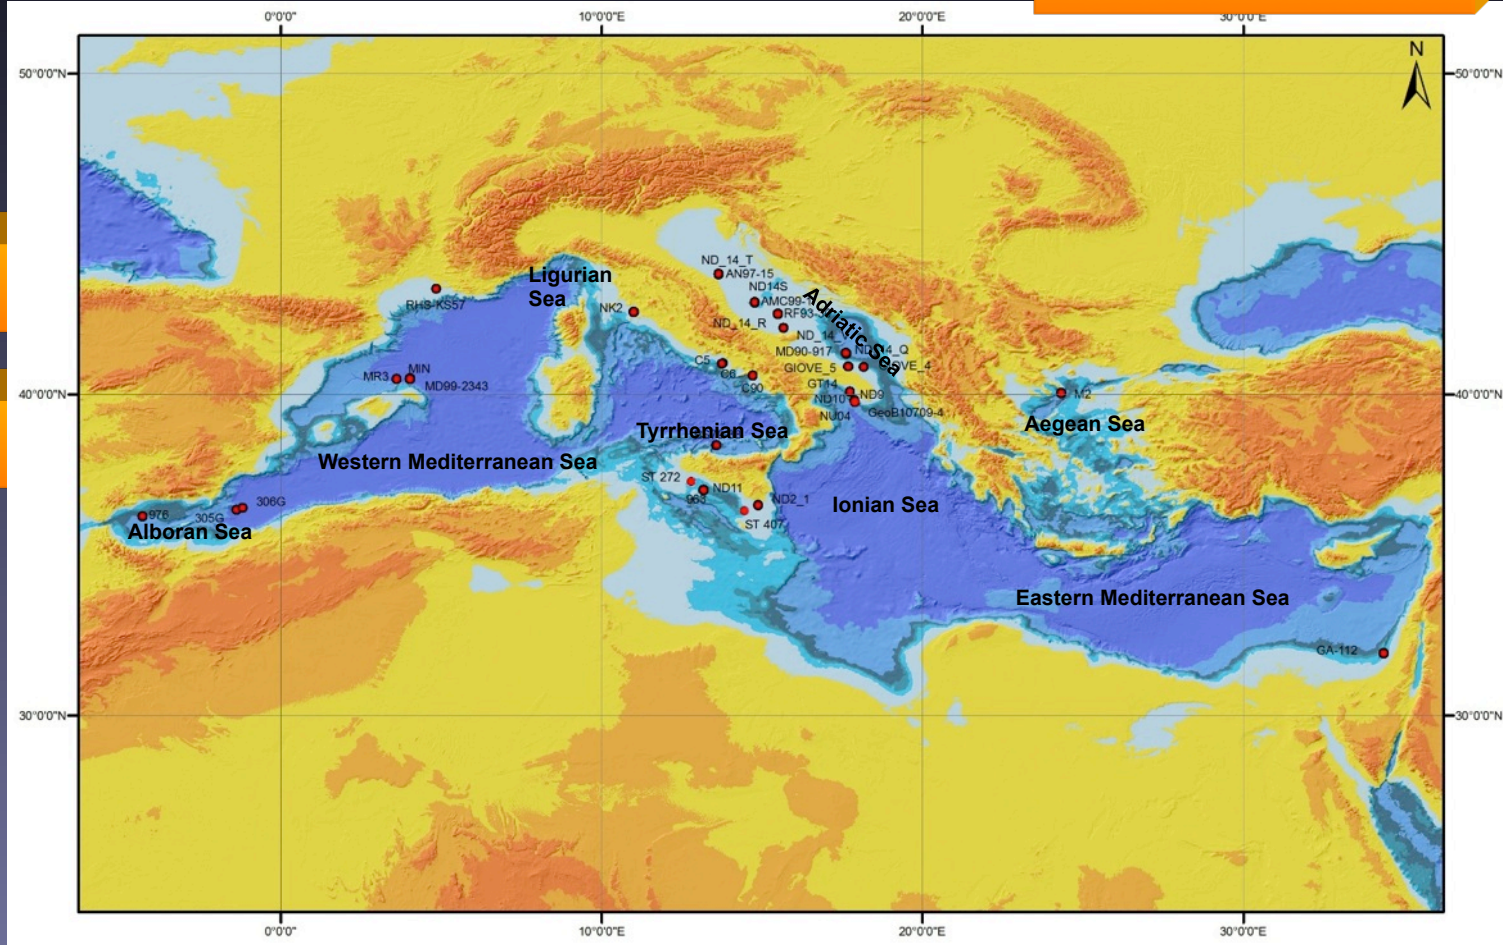 0°0'0"
10°0'0"E
20°0'0"E
30°0'0"E
N
50°0'0"N
50°0'0"N
ND_14_T
AN97-15
Ligurian
Sea
ND14S
AMC99-1
RHS-KS57
NK2
RF93-
Adriatic Sea
ND_14_R
ND_14_
MD90-917
ND_14_Q
C5
GIOVE_5
OVE_4
MR3
MIN
C6
MD99-2343
C90
GT14
40°0'0"N
ND10
ND9
M2
40°0'0"N
NU04
GeoB10709-4
Aegean Sea
Tyrrhenian Sea
Western Mediterranean Sea
ST 272
ND11
963
306G
ND2_1
Ionian Sea
976
305G
ST 407
Alboran Sea
Eastern Mediterranean Sea
GA-112
30°0'0"N
30°0'0"N
0°0'0"
10°0'0"E
20°0'0"E
30°0'0"E